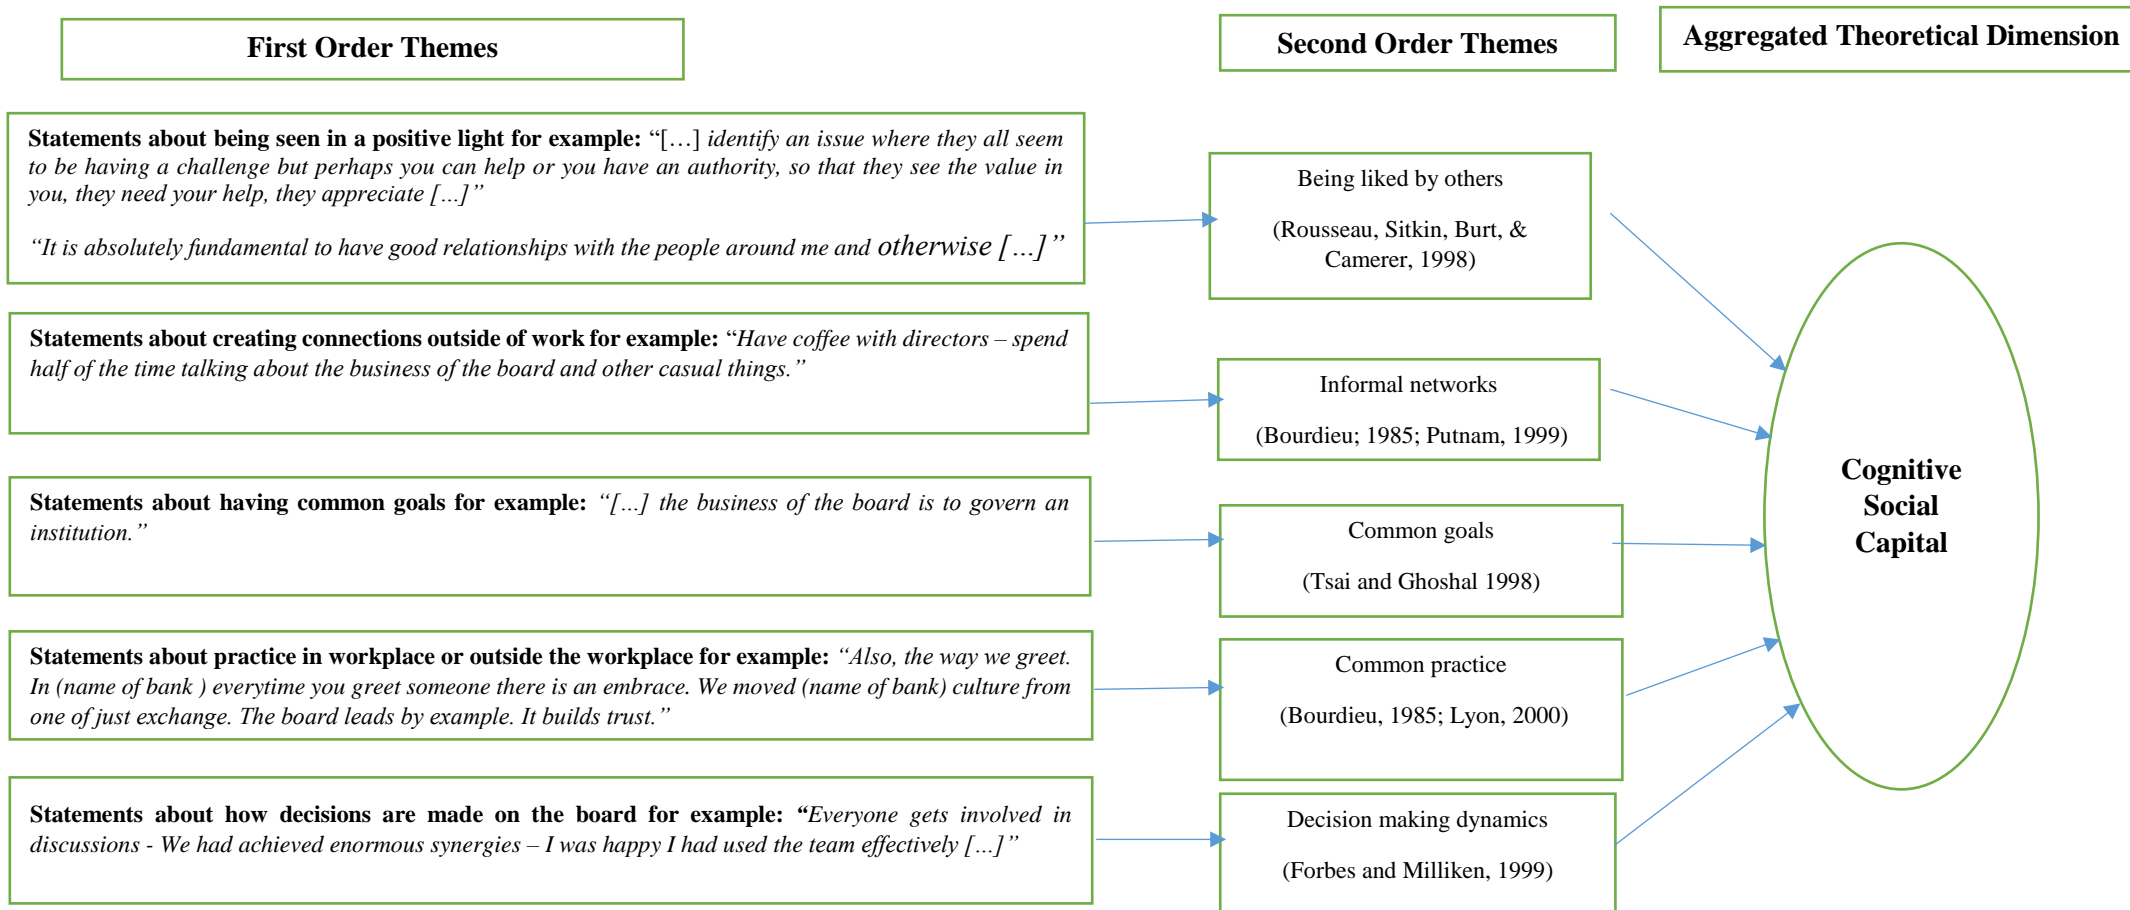 First Order Themes
Second Order Themes
Aggregated Theoretical Dimension
Statements about being seen in a positive light for example: “[…] identify an issue where they all seem
to be having a challenge but perhaps you can help or you have an authority, so that they see the value in
you, they need your help, they appreciate […]”
“It is absolutely fundamental to have good relationships with the people around me and otherwise […]”
Being liked by others
(Rousseau, Sitkin, Burt, &
Camerer, 1998)
Statements about creating connections outside of work for example: “Have coffee with directors – spend
half of the time talking about the business of the board and other casual things.”
Informal networks
(Bourdieu; 1985; Putnam, 1999)
Statements about having common goals for example: “[…] the business of the board is to govern an
institution.”
Common goals
(Tsai and Ghoshal 1998)
Statements about practice in workplace or outside the workplace for example: “Also, the way we greet.
In (name of bank ) everytime you greet someone there is an embrace. We moved (name of bank) culture from
one of just exchange. The board leads by example. It builds trust.”
Common practice
(Bourdieu, 1985; Lyon, 2000)
Statements about how decisions are made on the board for example: “Everyone gets involved in
discussions - We had achieved enormous synergies – I was happy I had used the team effectively […]”
Decision making dynamics
(Forbes and Milliken, 1999)
Cognitive
Social
Capital